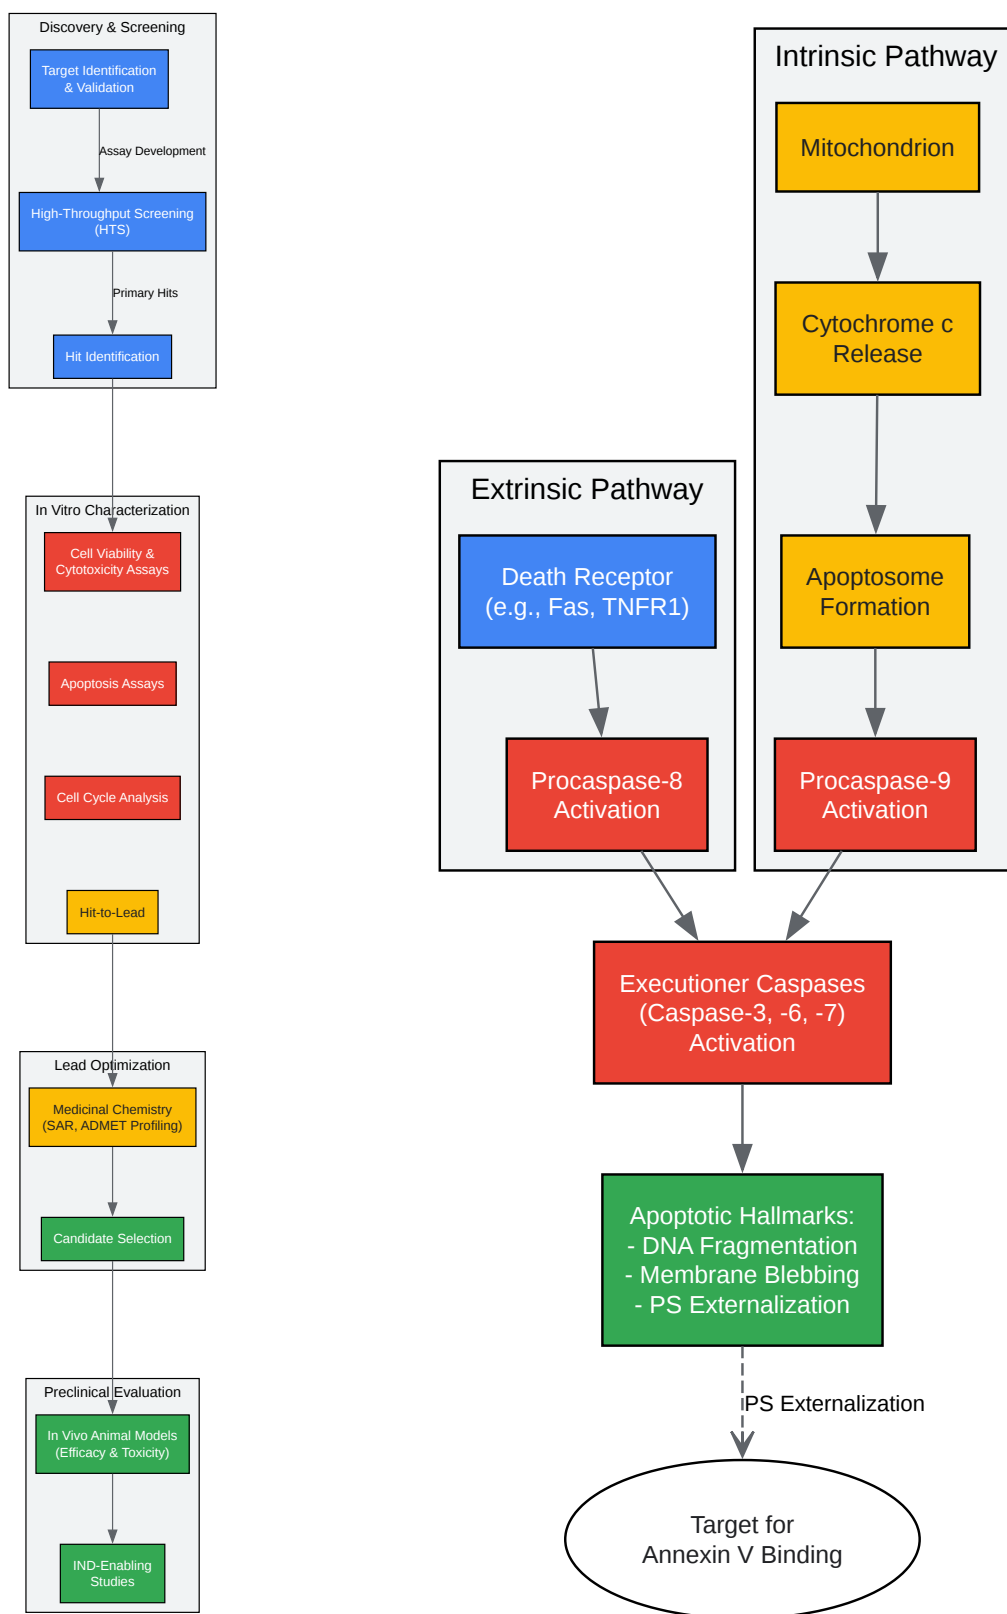 Discovery & Screening
Target Identification
& Validation
Assay Development
High-Throughput Screening
(HTS)
Primary Hits
Hit Identification
In Vitro Characterization
Cell Viability &
Cytotoxicity Assays
Apoptosis Assays
Cell Cycle Analysis
Hit-to-Lead
Lead Optimization
Medicinal Chemistry
(SAR, ADMET Profiling)
Candidate Selection
Preclinical Evaluation
In Vivo Animal Models
(Efficacy & Toxicity)
IND-Enabling
Studies
Intrinsic Pathway
Mitochondrion
Cytochrome c
Release
Apoptosome
Formation
Procaspase-9
Activation
Extrinsic Pathway
Death Receptor
(e.g., Fas, TNFR1)
Procaspase-8
Activation
Executioner Caspases
(Caspase-3, -6, -7)
Activation
Apoptotic Hallmarks:
- DNA Fragmentation
- Membrane Blebbing
- PS Externalization
PS Externalization
Target for
Annexin V Binding